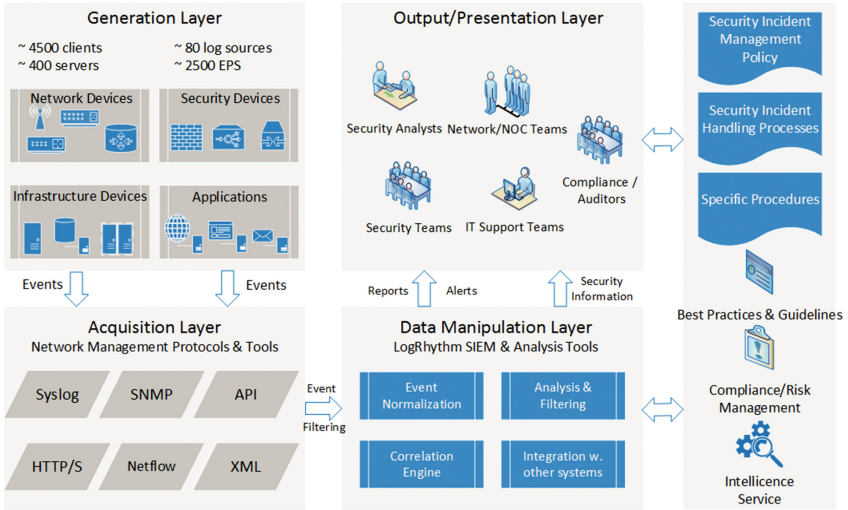 Generation Layer
~ 4500 clients
~ 400 servers
~ 80 log sources
~ 2500 EPS
Network Devices
Security Devices
Infrastructure Devices
Applications
Events
Events
Acquisition Layer
Network Management Protocols & Tools
Syslog
SNMP
API
HTTP/S
Netflow
XML
Event
Filtering
Output/Presentation Layer
Security Analysts
Network/NOC Teams
Compliance /
Auditors
Security Teams
IT Support Teams
Reports
Alerts
Security
Information
Data Manipulation Layer
LogRhythm SIEM & Analysis Tools
Event
Normalization
Analysis &
Filtering
Correlation
Engine
Integration w.
other systems
Security Incident
Management
Policy
Security Incident
Handling Processes
Specific Procedures
Best Practices & Guidelines
Compliance/Risk
Management
Intellicence
Service